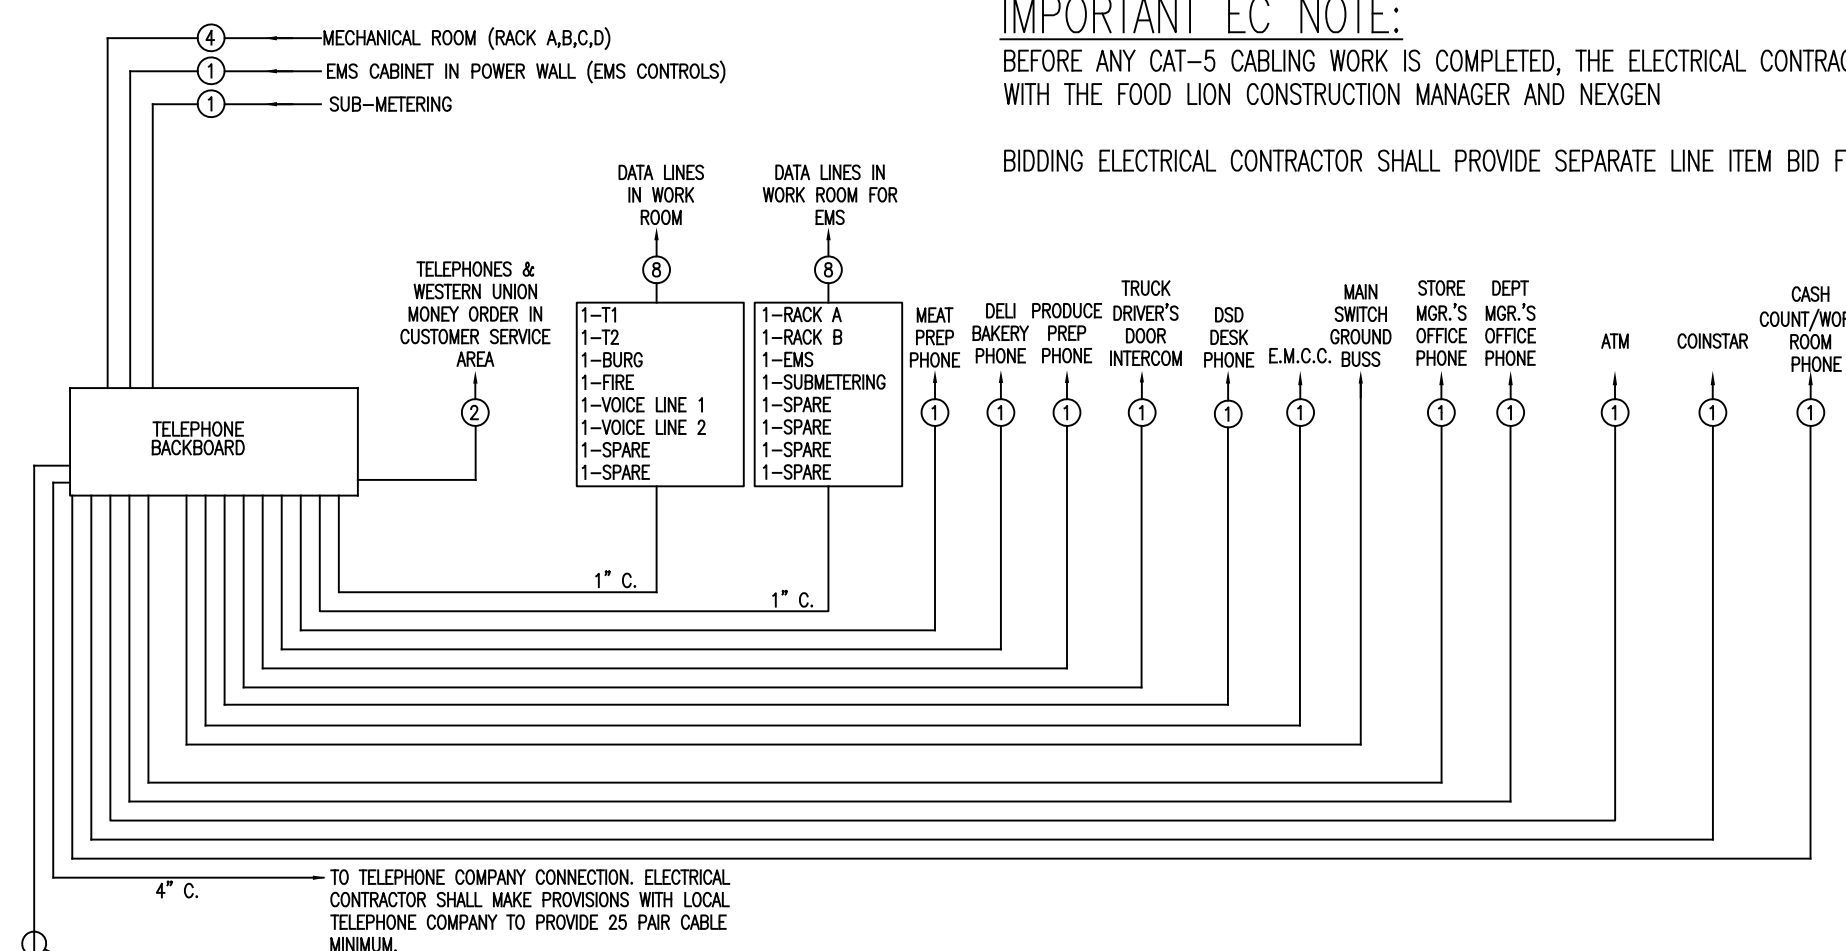 4
MECHANICAL ROOM (RACK A,B,C,D)
1
EMS CABINET IN POWER WALL (EMS CONTROLS)
1
SUB-METERING
IMPORTANT EC NOTE:
BEFORE ANY CAT-5 CABLING WORK IS COMPLETED, THE ELECTRICAL
WITH THE FOOD LION CONSTRUCTION MANAGER AND NEXGEN
BIDDING ELECTRICAL CONTRACTOR SHALL PROVIDE SEPARATE LINE ITEM BID
DATA LINES
IN WORK
ROOM
8
DATA LINES IN
WORK ROOM FOR
EMS
8
TELEPHONES &
WESTERN UNION
MONEY ORDER IN
CUSTOMER SERVICE
AREA
2
1-T1
1-T2
1-BURG
1-FIRE
1-VOICE LINE 1
1-VOICE LINE 2
1-SPARE
1-SPARE
1-RACK A
1-RACK B
1-EMS
1-SUBMETERING
1-SPARE
1-SPARE
1-SPARE
1-SPARE
MEAT
PREP
PHONE
1
DELI
BAKERY
PHONE
1
PRODUCE
PREP
PHONE
1
TRUCK
DRIVER'S
DOOR
INTERCOM
1
DSD
DESK
PHONE
1
E.M.C.C.
1
MAIN
SWITCH
GROUND
BUSS
STORE
MGR.'S
OFFICE
PHONE
1
DEPT
MGR.'S
OFFICE
PHONE
1
ATM
1
COINSTAR
1
CASH
ROOM
PHONE
1
TELEPHONE
BACKBOARD
1" C.
1" C.
4" C.
TO TELEPHONE COMPANY CONNECTION. ELECTRICAL
CONTRACTOR SHALL MAKE PROVISIONS WITH LOCAL
TELEPHONE COMPANY TO PROVIDE 25 PAIR CABLE
MINIMUM.